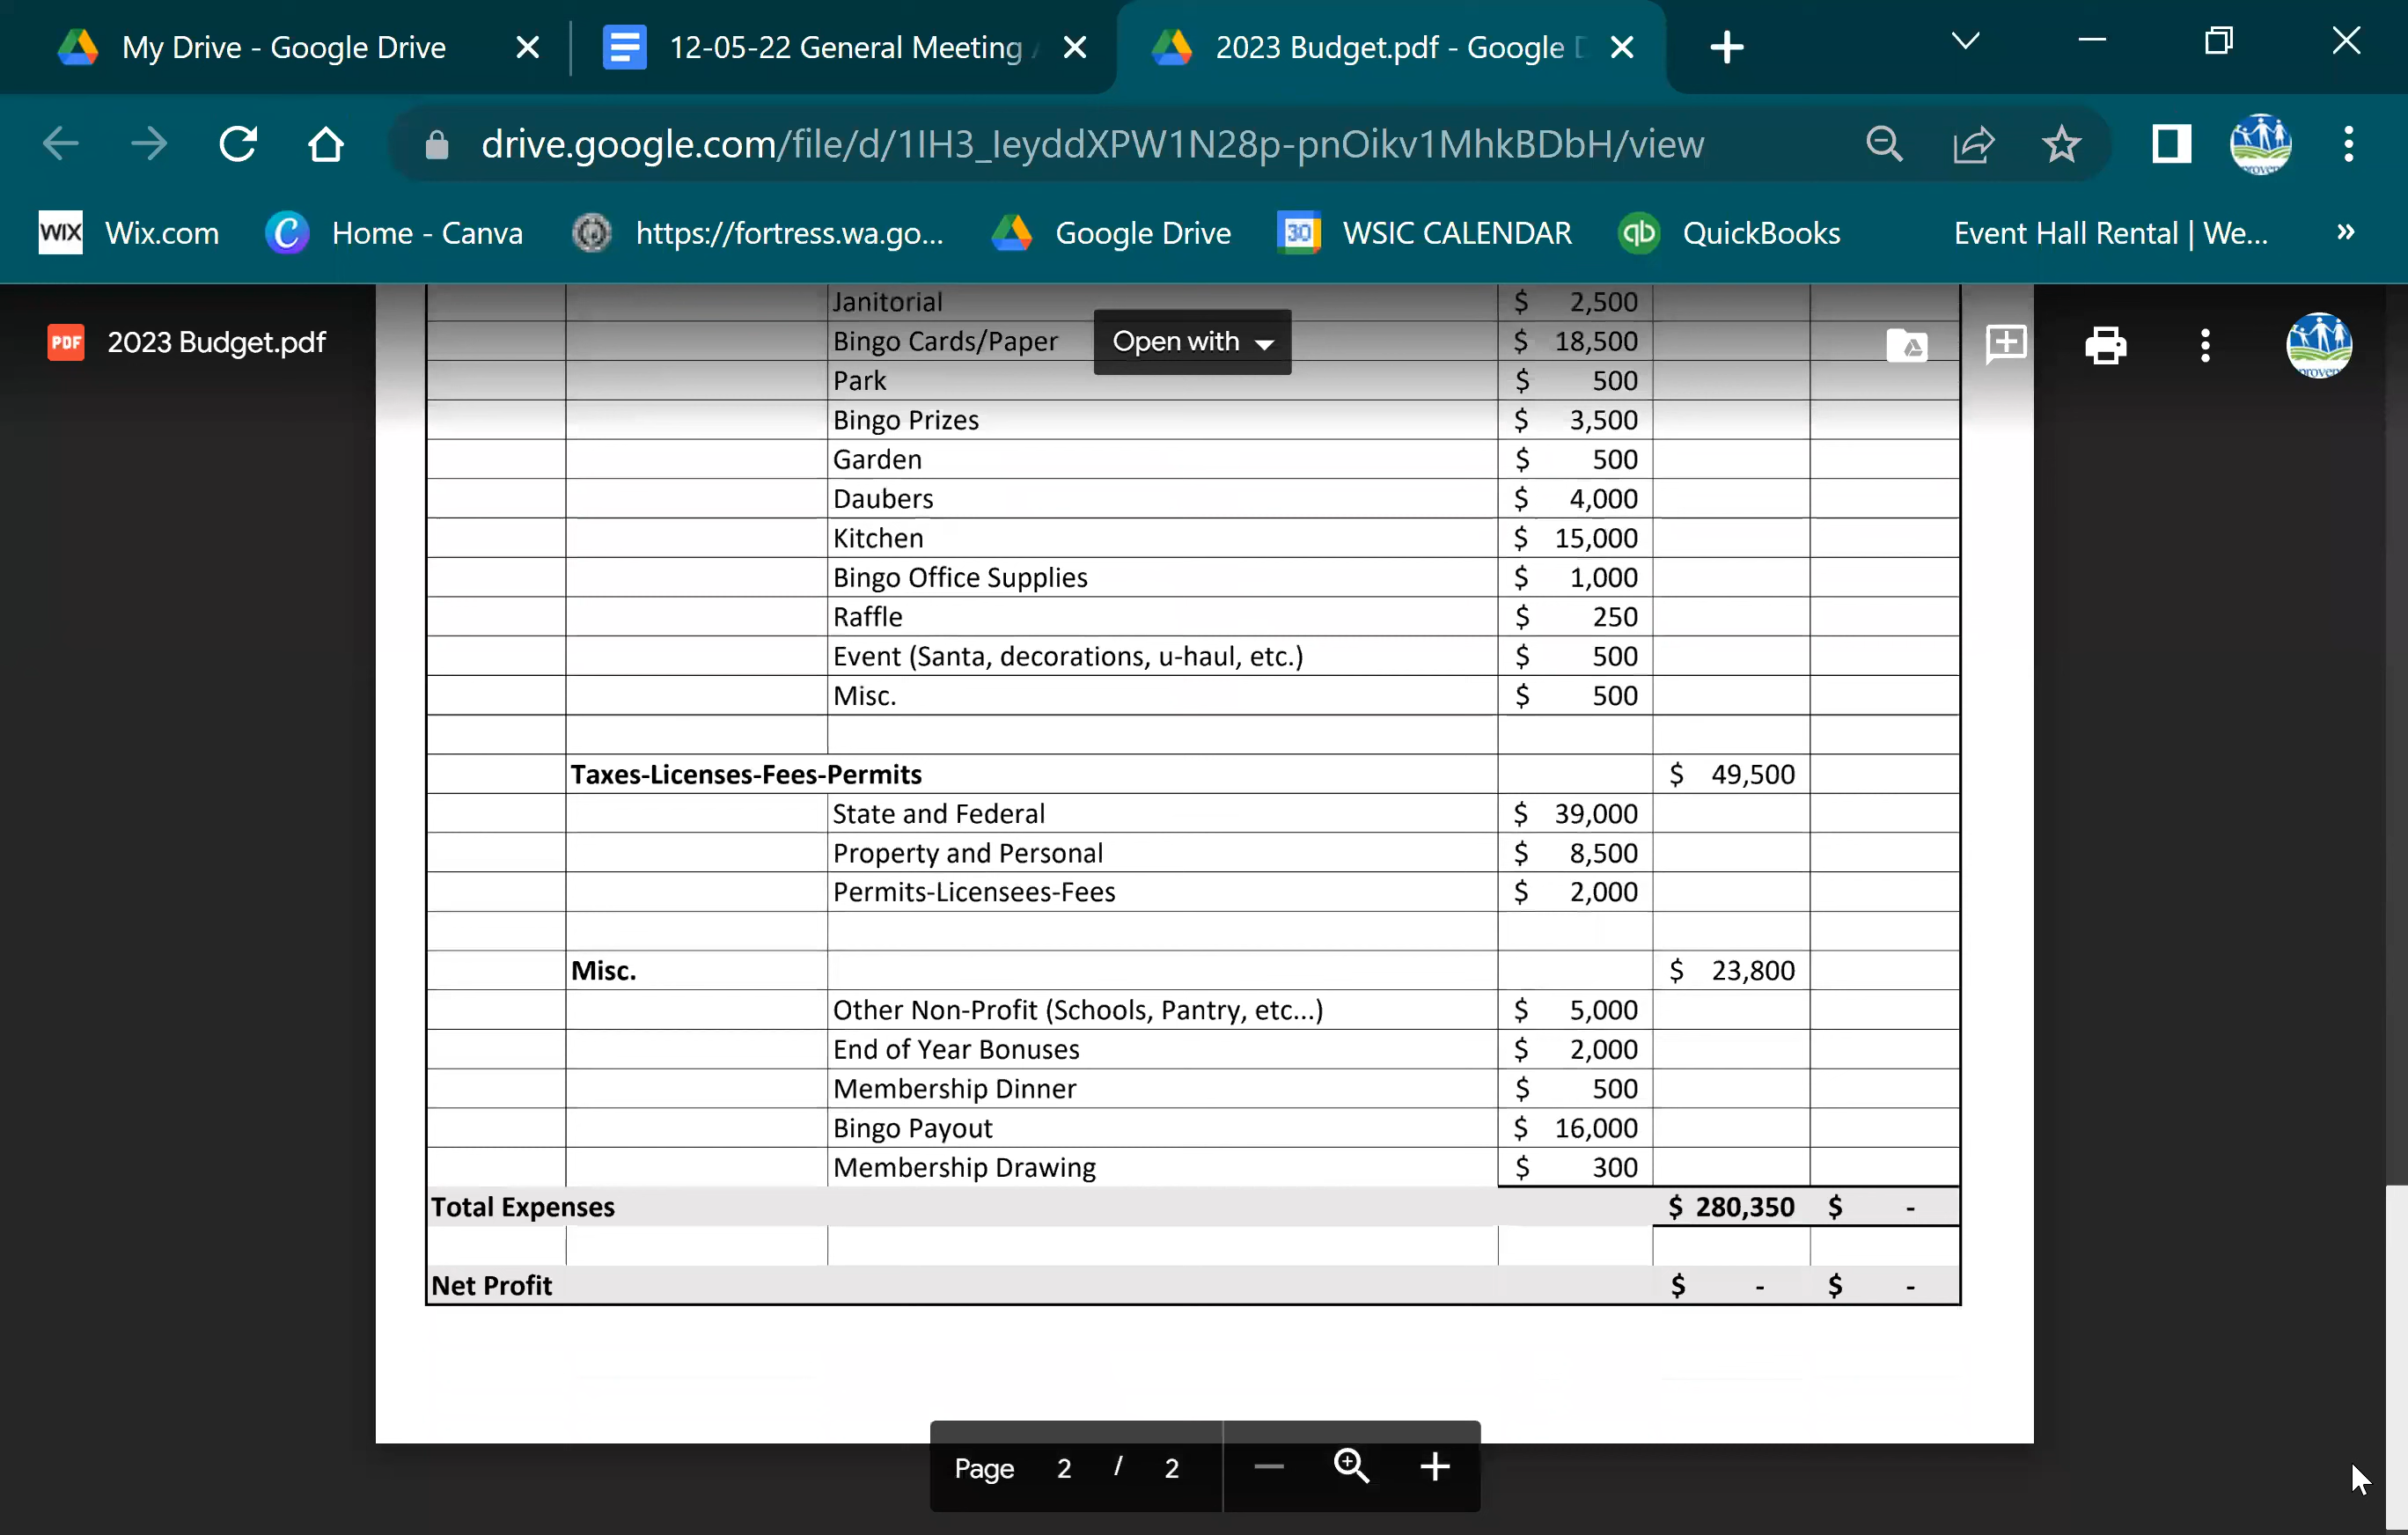 My Drive - Google Drive
12-05-22 General Meeting
2023 Budget.pdf - Google
drive.google.com/file/d/1IH3_IeyddXPW1N28p-pnOikv1MhkBDbH/view
WIX Wix.com
Home - Canva
https://fortress.wa.go...
Google Drive
30 WSIC CALENDAR
qb QuickBooks
Event Hall Rental | We...
»
PDF 2023 Budget.pdf
Open with
Janitorial $ 2,500
Bingo Cards/Paper $ 18,500
Park $ 500
Bingo Prizes $ 3,500
Garden $ 500
Daubers $ 4,000
Kitchen $ 15,000
Bingo Office Supplies $ 1,000
Raffle $ 250
Event (Santa, decorations, u-haul, etc.) $ 500
Misc. $ 500
Taxes-Licenses-Fees-Permits $ 49,500
State and Federal $ 39,000
Property and Personal $ 8,500
Permits-Licensees-Fees $ 2,000
Misc. $ 23,800
Other Non-Profit (Schools, Pantry, etc...) $ 5,000
End of Year Bonuses $ 2,000
Membership Dinner $ 500
Bingo Payout $ 16,000
Membership Drawing $ 300
Total Expenses $ 280,350 $ -
Net Profit $ - $ -
Page 2 / 2